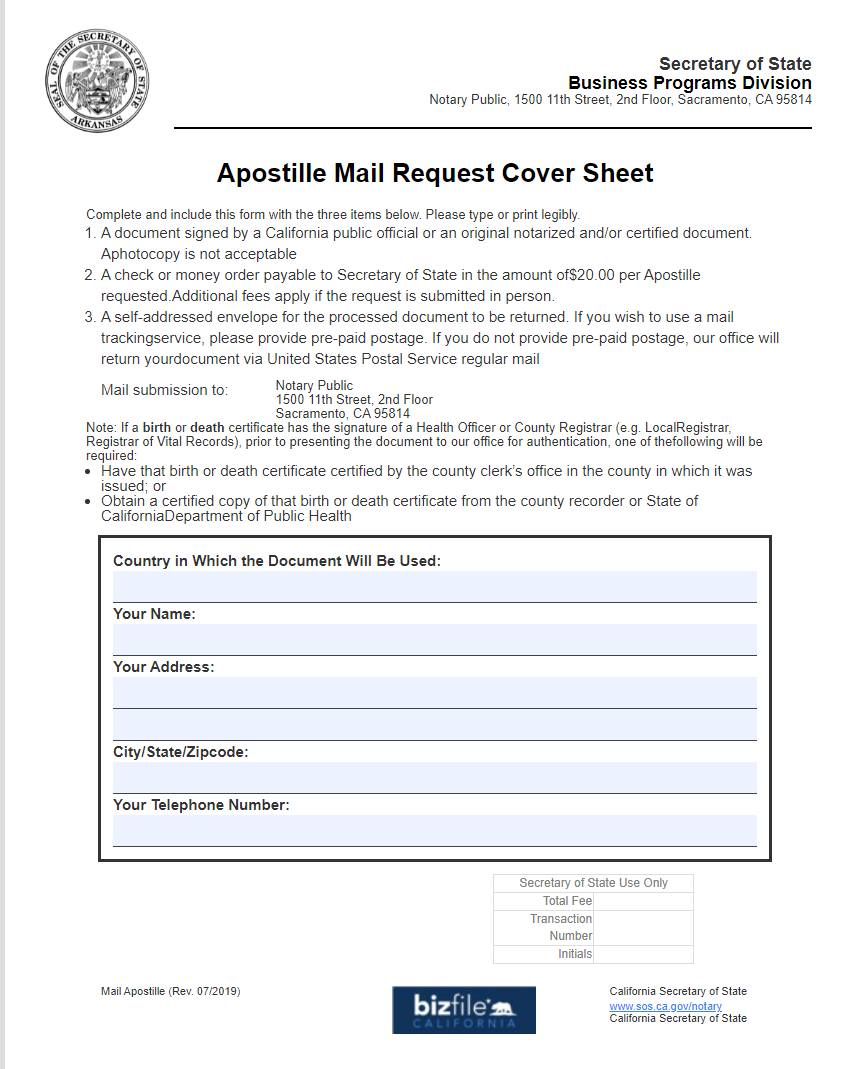 SEAL OF THE SECRETARY OF STATE
ARKANSAS
Secretary of State
Business Programs Division
Notary Public, 1500 11th Street, 2nd Floor, Sacramento, CA 95814
Apostille Mail Request Cover Sheet
Complete and include this form with the three items below. Please type or print legibly.
1. A document signed by a California public official or an original notarized and/or certified document.
Aphotocopy is not acceptable
2. A check or money order payable to Secretary of State in the amount of$20.00 per Apostille
requested.Additional fees apply if the request is submitted in person.
3. A self-addressed envelope for the processed document to be returned. If you wish to use a mail
trackingservice, please provide pre-paid postage. If you do not provide pre-paid postage, our office will
return yourdocument via United States Postal Service regular mail
Mail submission to:
Notary Public
1500 11th Street, 2nd Floor
Sacramento, CA 95814
Note: If a birth or death certificate has the signature of a Health Officer or County Registrar (e.g. LocalRegistrar,
Registrar of Vital Records), prior to presenting the document to our office for authentication, one of thefollowing will be
required:
• Have that birth or death certificate certified by the county clerk's office in the county in which it was
issued; or
• Obtain a certified copy of that birth or death certificate from the county recorder or State of
CaliforniaDepartment of Public Health
Country in Which the Document Will Be Used:
Your Name:
Your Address:
City/State/Zipcode:
Your Telephone Number:
Secretary of State Use Only
Total Fee
Transaction
Number
Initials
Mail Apostille (Rev. 07/2019)
bizfile
CALIFORNIA
California Secretary of State
www.sos.ca.gov/notary
California Secretary of State